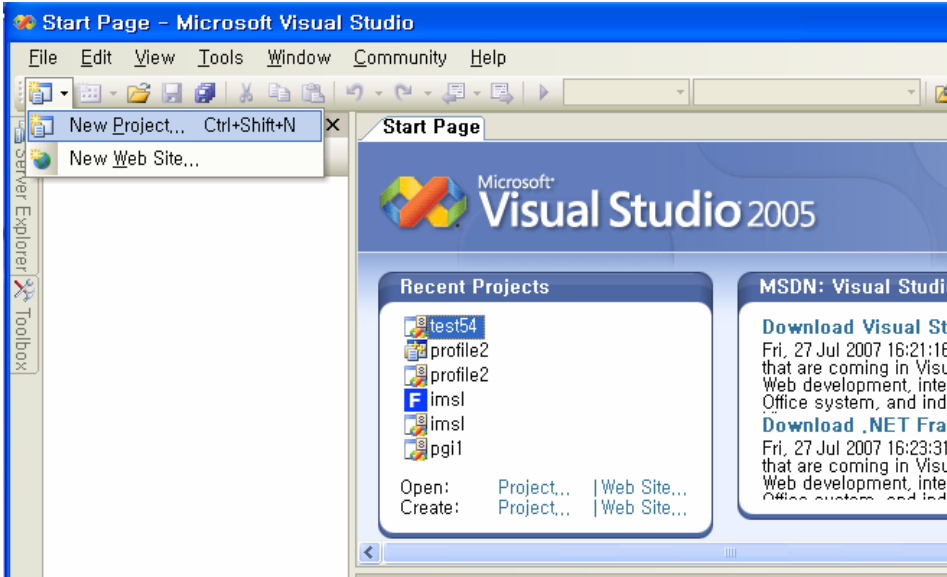 Start Page - Microsoft Visual Studio
File Edit View Tools Window Community Help
New Project... Ctrl+Shift+N
New Web Site...
Server Explorer
Toolbox
Start Page
Microsoft
Visual Studio 2005
Recent Projects
test54
profile2
profile2
F imsl
imsl
pgi1
Open: Project... | Web Site...
Create: Project... | Web Site...
MSDN: Visual Studi
Download Visual St
Fri, 27 Jul 2007 16:21:16
that are coming in Visu
Web development, inte
Office system, and ind
Download .NET Fra
Fri, 27 Jul 2007 16:23:31
that are coming in Visu
Web development, inte